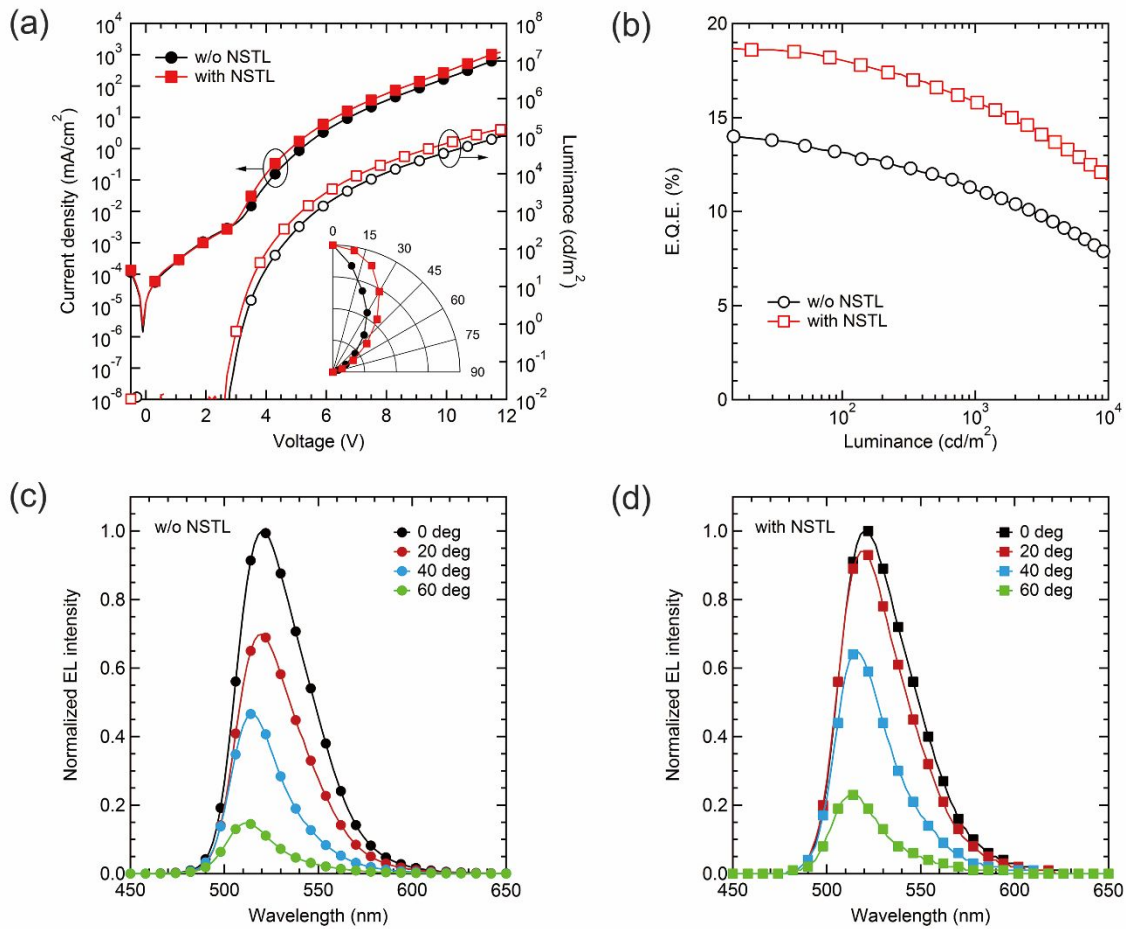 (a)
10^4
10^3
10^2
10^1
10^0
10^-1
10^-2
10^-3
10^-4
10^-5
10^-6
10^-7
10^-8
Current density (mA/cm^2)
w/o NSTL
with NSTL
10^8
10^7
10^6
10^5
10^4
10^3
10^2
10^1
10^0
10^-1
10^-2
Luminance (cd/m^2)
0
15
30
45
60
75
90
0 2 4 6 8 10 12
Voltage (V)
(b)
20
18
16
14
12
10
8
6
4
2
0
E.Q.E. (%)
w/o NSTL
with NSTL
10^2 10^3 10^4
Luminance (cd/m^2)
(c)
w/o NSTL
0 deg
20 deg
40 deg
60 deg
1.0
0.8
0.6
0.4
0.2
0.0
Normalized EL intensity
450 500 550 600 650
Wavelength (nm)
(d)
with NSTL
0 deg
20 deg
40 deg
60 deg
1.0
0.8
0.6
0.4
0.2
0.0
Normalized EL intensity
450 500 550 600 650
Wavelength (nm)